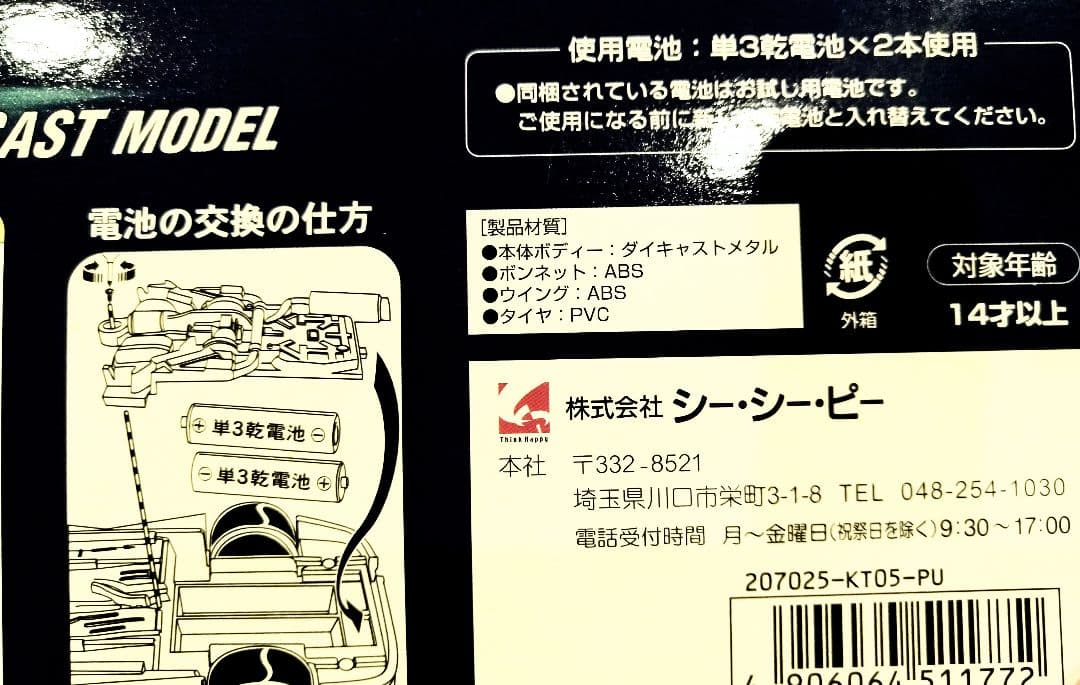 使用電池：単3乾電池×2本使用
●同梱されている電池はお試し用電池です。
ご使用になる前に新 電池と入れ替えてください。
CAST MODEL
電池の交換の仕方
⊕ 単3乾電池 ⊖
⊖ 単3乾電池 ⊕
[製品材質]
●本体ボディー：ダイキャストメタル
●ボンネット：ABS
●ウイング：ABS
●タイヤ：PVC
紙
外箱
対象年齢
14才以上
Think Happy
株式会社 シー・シー・ピー
本社 〒332-8521
埼玉県川口市栄町3-1-8 TEL 048-254-1030
電話受付時間 月～金曜日(祝祭日を除く)9:30～17:00
207025-KT05-PU
4 906064 511772